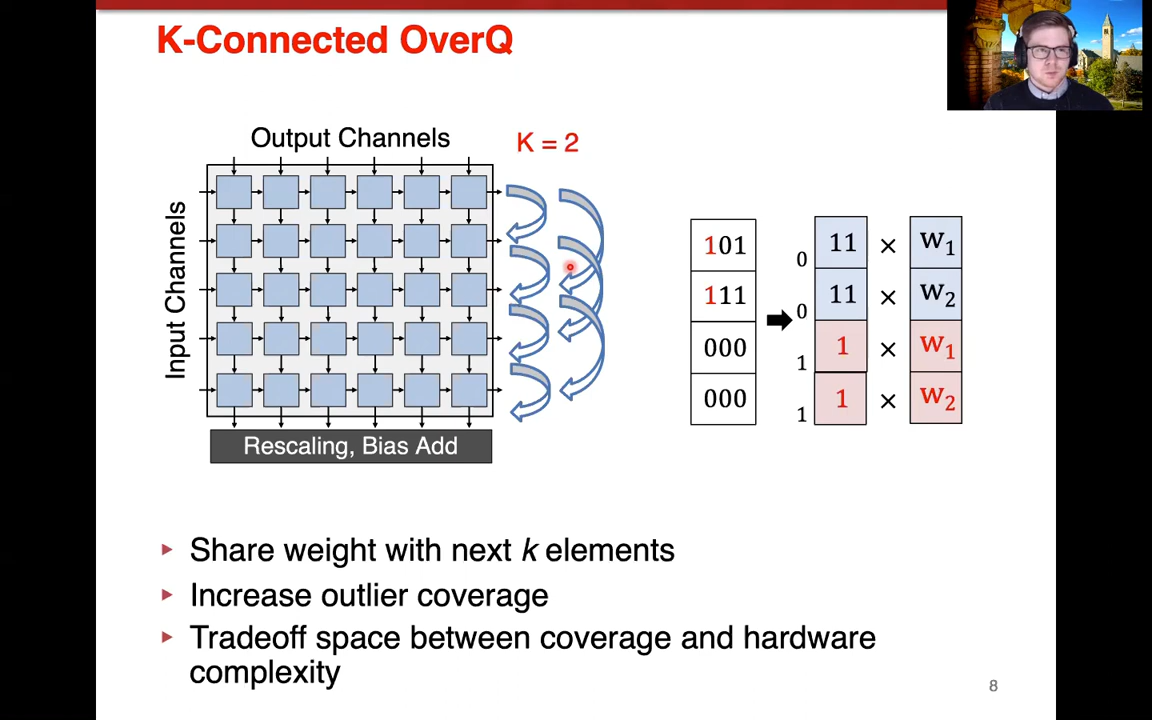 K-Connected OverQ
Output Channels
K = 2
Input Channels
Rescaling, Bias Add
101
111
000
000
0 11 × w₁
0 11 × w₂
1 1 × w₁
1 1 × w₂
Share weight with next k elements
Increase outlier coverage
Tradeoff space between coverage and hardware
complexity
8